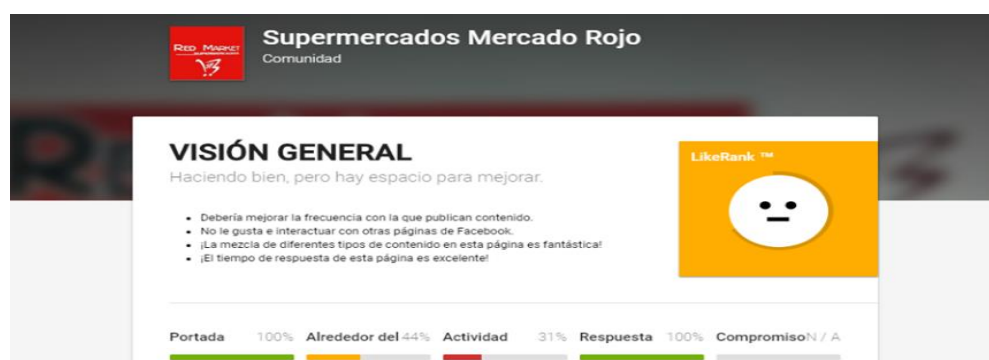 RED MARKET
Supermercados Mercado Rojo
Comunidad
VISIÓN GENERAL
Haciendo bien, pero hay espacio para mejorar.
LikeRank ™
• Debería mejorar la frecuencia con la que publican contenido.
• No le gusta e interactuar con otras páginas de Facebook.
• ¡La mezcla de diferentes tipos de contenido en esta página es fantástica!
• ¡El tiempo de respuesta de esta página es excelente!
Portada 100% Alrededor del 44% Actividad 31% Respuesta 100% Compromiso N / A